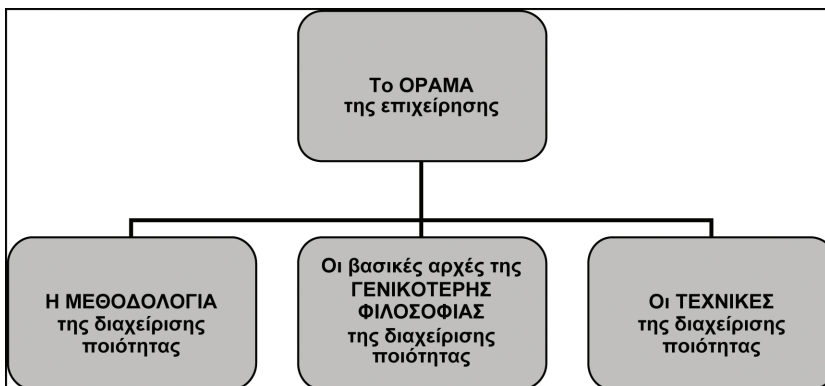 Το ΟΡΑΜΑ
της επιχείρησης
Η ΜΕΘΟΔΟΛΟΓΙΑ
της διαχείρισης
ποιότητας
Οι βασικές αρχές της
ΓΕΝΙΚΟΤΕΡΗΣ
ΦΙΛΟΣΟΦΙΑΣ
της διαχείρισης
ποιότητας
Οι ΤΕΧΝΙΚΕΣ
της διαχείρισης
ποιότητας